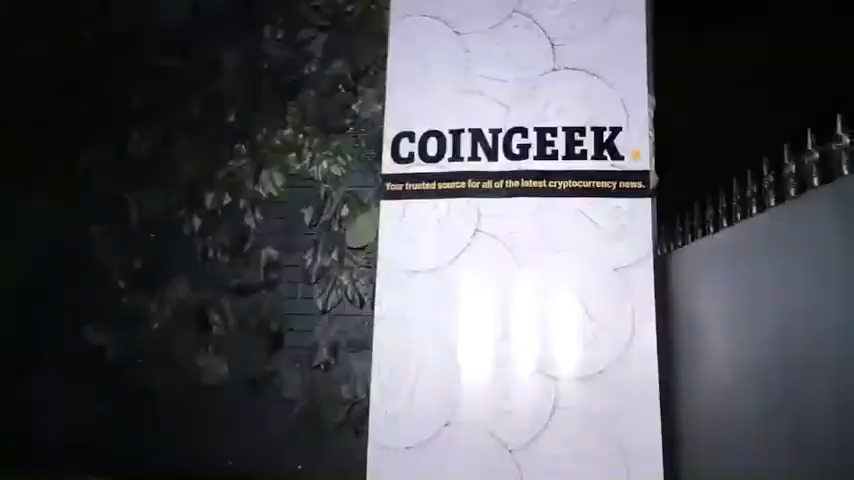 COINGEEK.
Your trusted source for all of the latest cryptocurrency news.